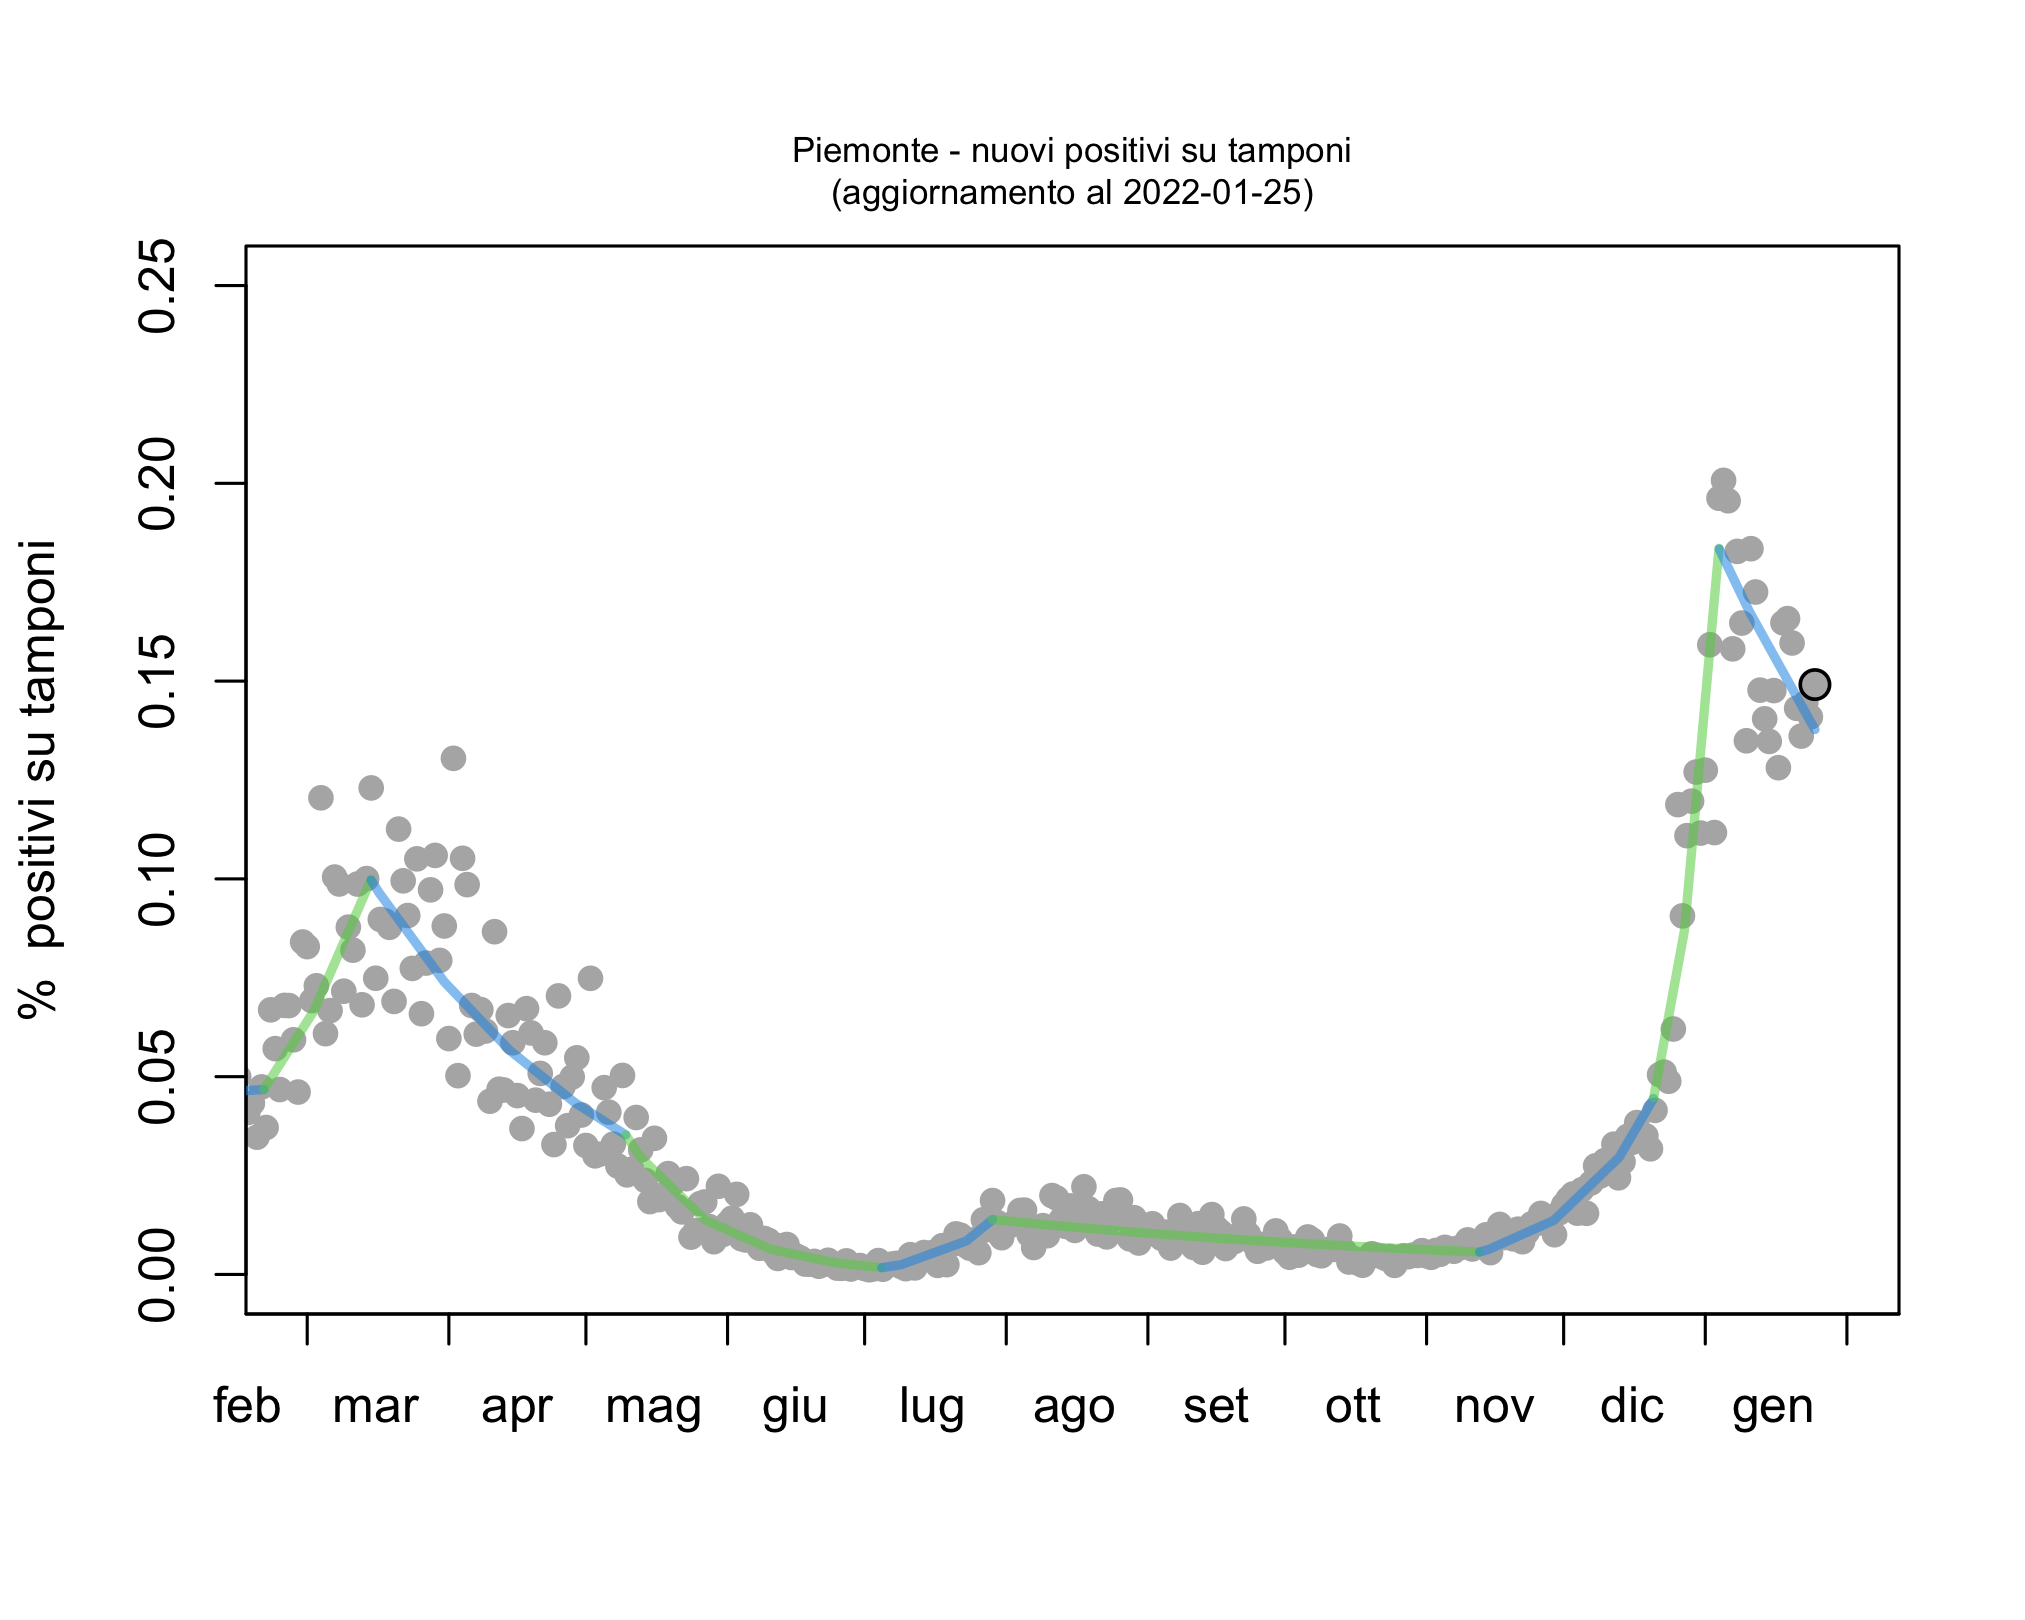 Piemonte - nuovi positivi su tamponi
(aggiornamento al 2022-01-25)
% positivi su tamponi
0.25
0.20
0.15
0.10
0.05
0.00
feb mar apr mag giu lug ago set ott nov dic gen